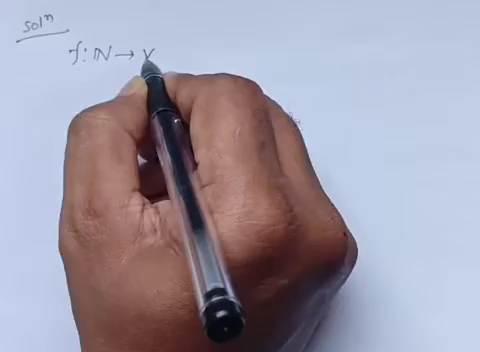 Solⁿ
f: ℕ → Y